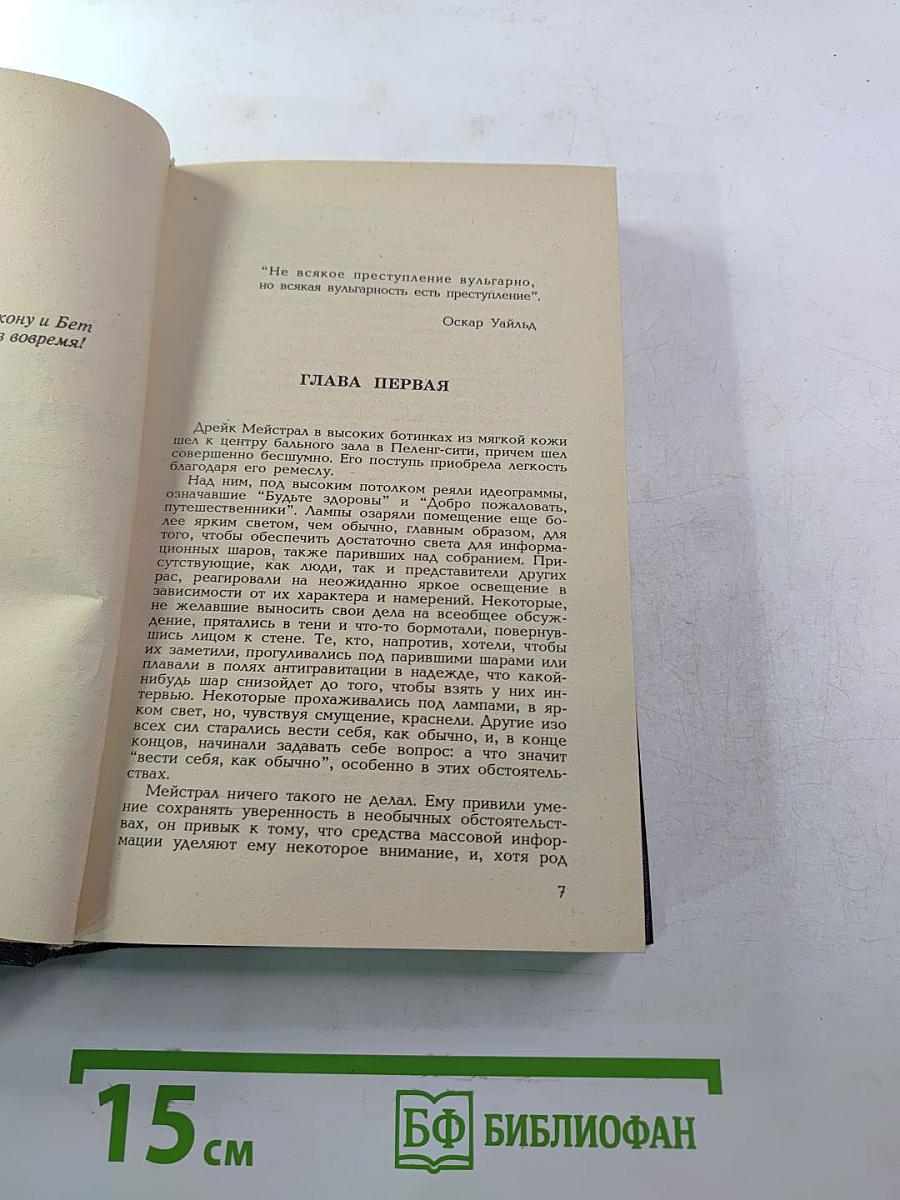 кону и Бет
вовремя!
"Не всякое преступление вульгарно,
но всякая вульгарность есть преступление".
Оскар Уайльд
ГЛАВА ПЕРВАЯ
Дрейк Мейстрал в высоких ботинках из мягкой кожи
шел к центру бального зала в Пеленг-сити, причем шел
совершенно бесшумно. Его поступь приобрела легкость
благодаря его ремеслу.
Над ним, под высоким потолком реяли идеограммы,
означавшие "Будьте здоровы" и "Добро пожаловать,
путешественники". Лампы озаряли помещение еще бо-
лее ярким светом, чем обычно, главным образом, для
того, чтобы обеспечить достаточно света для информа-
ционных шаров, также паривших над собранием. При-
сутствующие, как люди, так и представители других
рас, реагировали на неожиданно яркое освещение в
зависимости от их характера и намерений. Некоторые,
не желавшие выносить свои дела на всеобщее обсуж-
дение, прятались в тени и что-то бормотали, повернув-
шись лицом к стене. Те, кто, напротив, хотели, чтобы
их заметили, прогуливались под парившими шарами или
плавали в полях антигравитации в надежде, что какой-
нибудь шар снизойдет до того, чтобы взять у них ин-
тервью. Некоторые прохаживались под лампами, в яр-
ком свет, но, чувствуя смущение, краснели. Другие изо
всех сил старались вести себя, как обычно, и, в конце
концов, начинали задавать себе вопрос: а что значит
"вести себя, как обычно", особенно в этих обстоятель-
ствах.
Мейстрал ничего такого не делал. Ему привили уме-
ние сохранять уверенность в необычных обстоятельст-
вах, он привык к тому, что средства массовой инфор-
мации уделяют ему некоторое внимание, и, хотя род
7
15 см
БФ БИБЛИОФАН